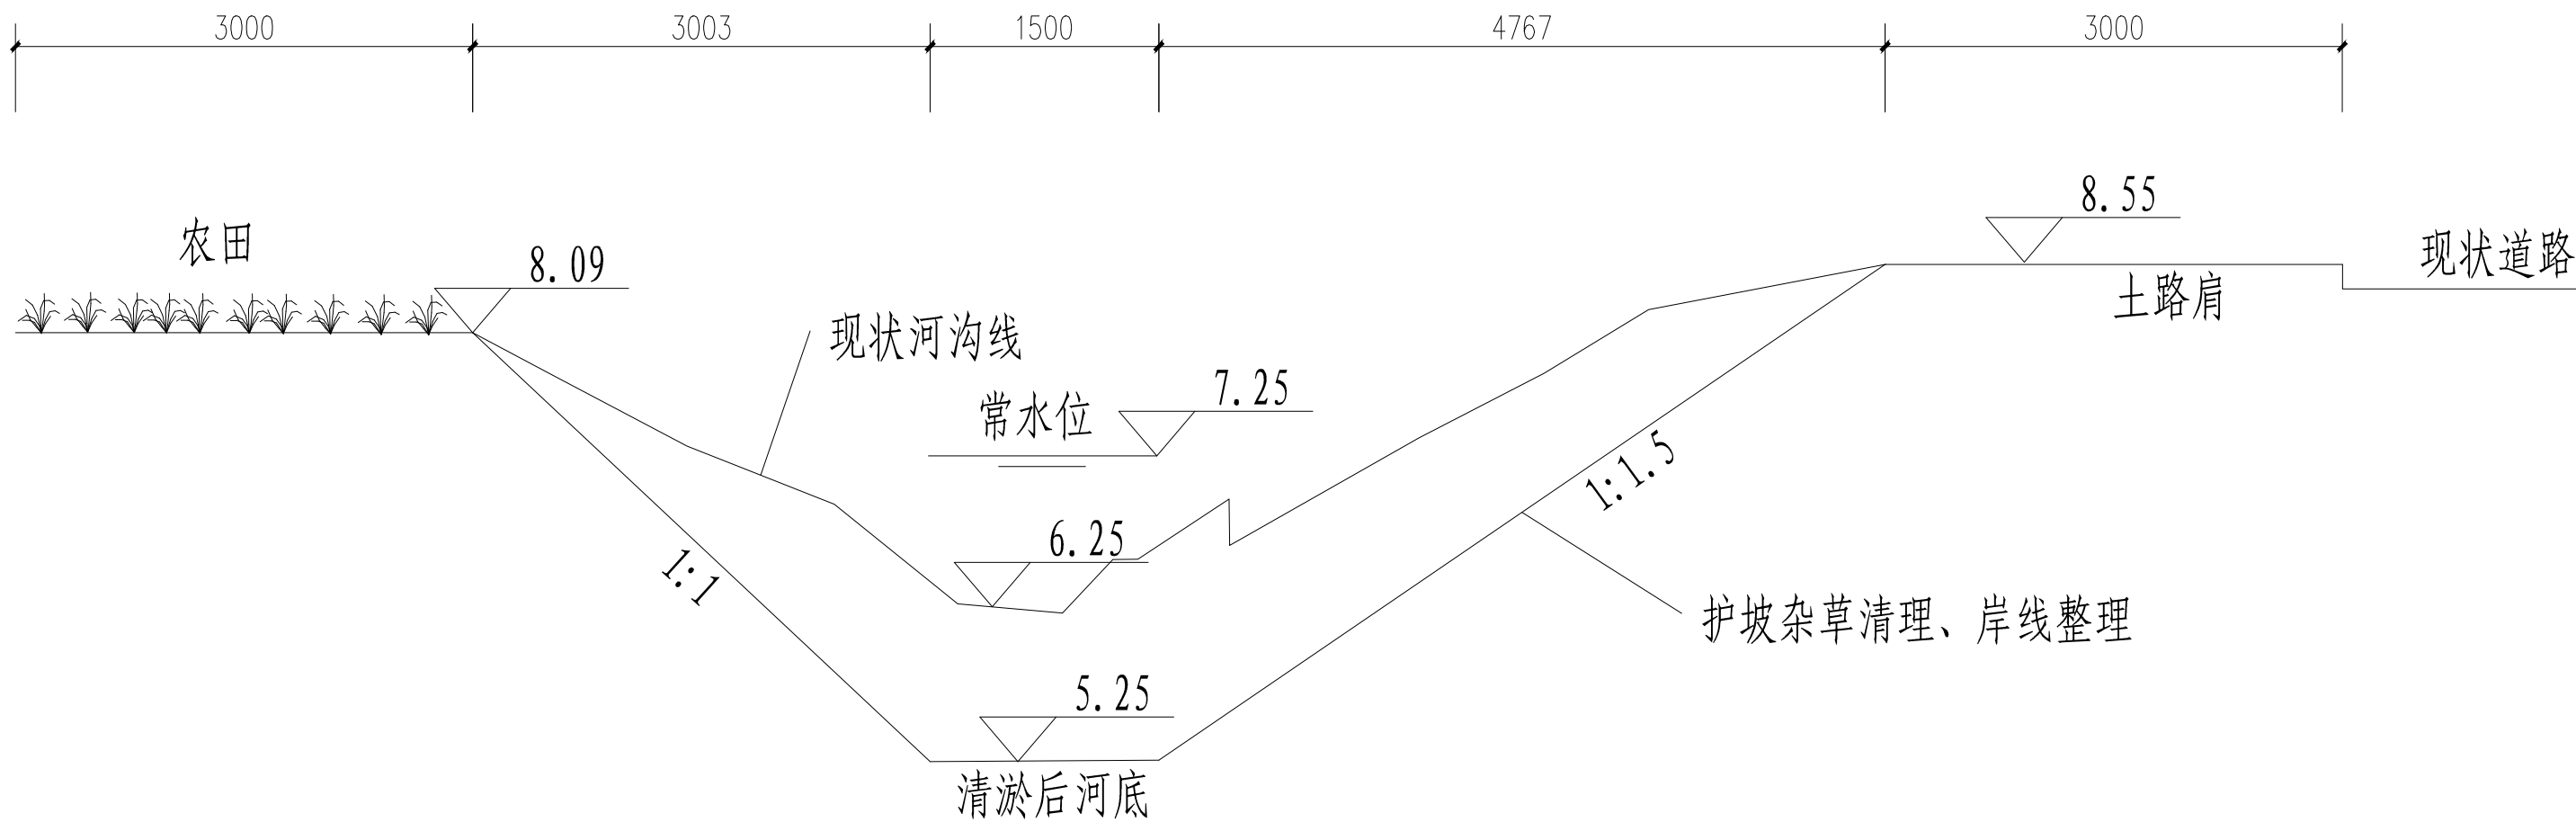 3000 3003 1500 4767 3000
8.55
农田
8.09
现状道路
土路肩
现状河沟线
7.25
常水位
1:1.5
6.25
1:1
护坡杂草清理、岸线整理
5.25
清淤后河底